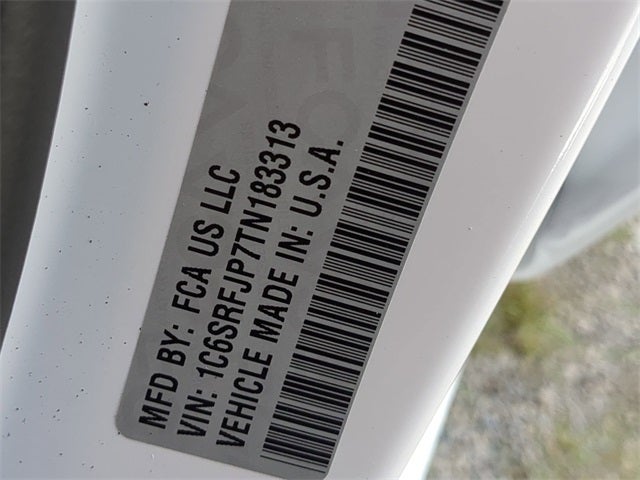 MFD BY: FCA US LLC
VIN: 1C6SRFJP7TN183313
VEHICLE MADE IN: U.S.A.